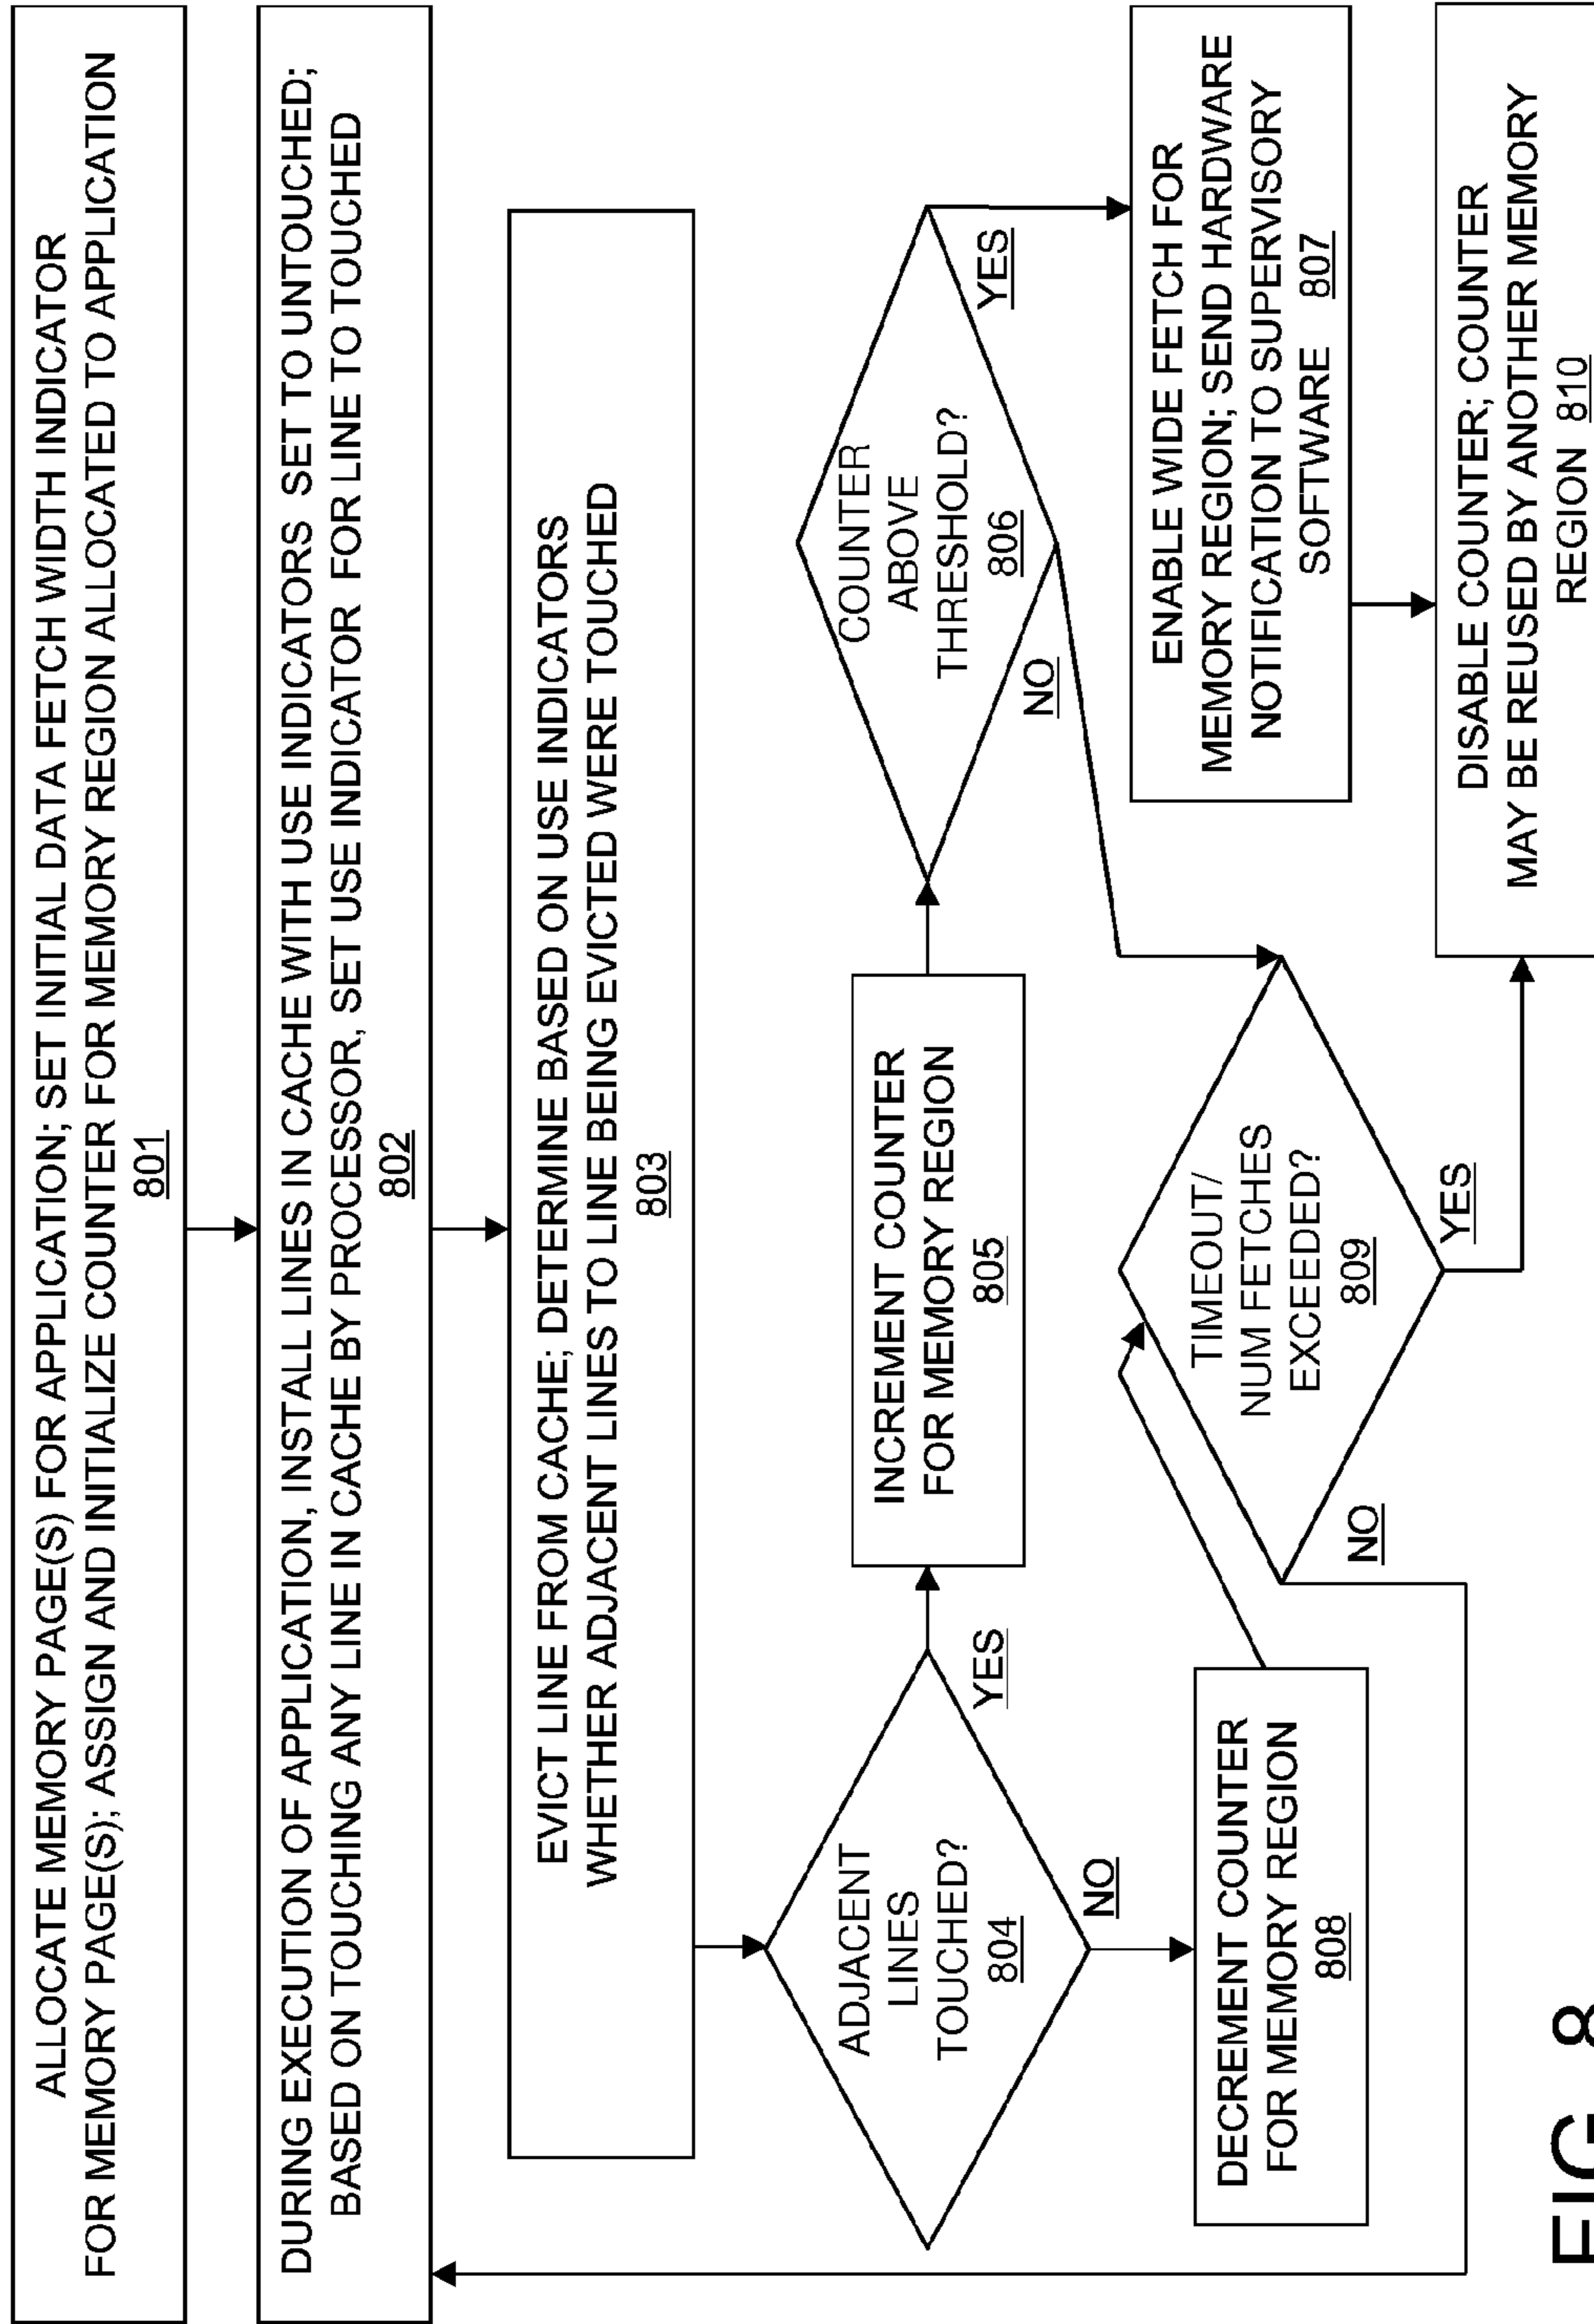 ALLOCATE MEMORY PAGE(S) FOR APPLICATION; SET INITIAL DATA FETCH WIDTH INDICATOR
FOR MEMORY PAGE(S); ASSIGN AND INITIALIZE COUNTER FOR MEMORY REGION ALLOCATED TO APPLICATION
801
DURING EXECUTION OF APPLICATION, INSTALL LINES IN CACHE WITH USE INDICATORS SET TO UNTOUCHED;
BASED ON TOUCHING ANY LINE IN CACHE BY PROCESSOR, SET USE INDICATOR FOR LINE TO TOUCHED
802
EVICT LINE FROM CACHE; DETERMINE BASED ON USE INDICATORS
WHETHER ADJACENT LINES TO LINE BEING EVICTED WERE TOUCHED
803
ADJACENT
LINES
TOUCHED?
804
YES
NO
INCREMENT COUNTER
FOR MEMORY REGION
805
COUNTER
ABOVE
THRESHOLD?
806
YES
NO
ENABLE WIDE FETCH FOR
MEMORY REGION; SEND HARDWARE
NOTIFICATION TO SUPERVISORY
SOFTWARE 807
DECREMENT COUNTER
FOR MEMORY REGION
808
TIMEOUT/
NUM FETCHES
EXCEEDED?
809
NO
YES
DISABLE COUNTER; COUNTER
MAY BE REUSED BY ANOTHER MEMORY
REGION 810
FIG. 8